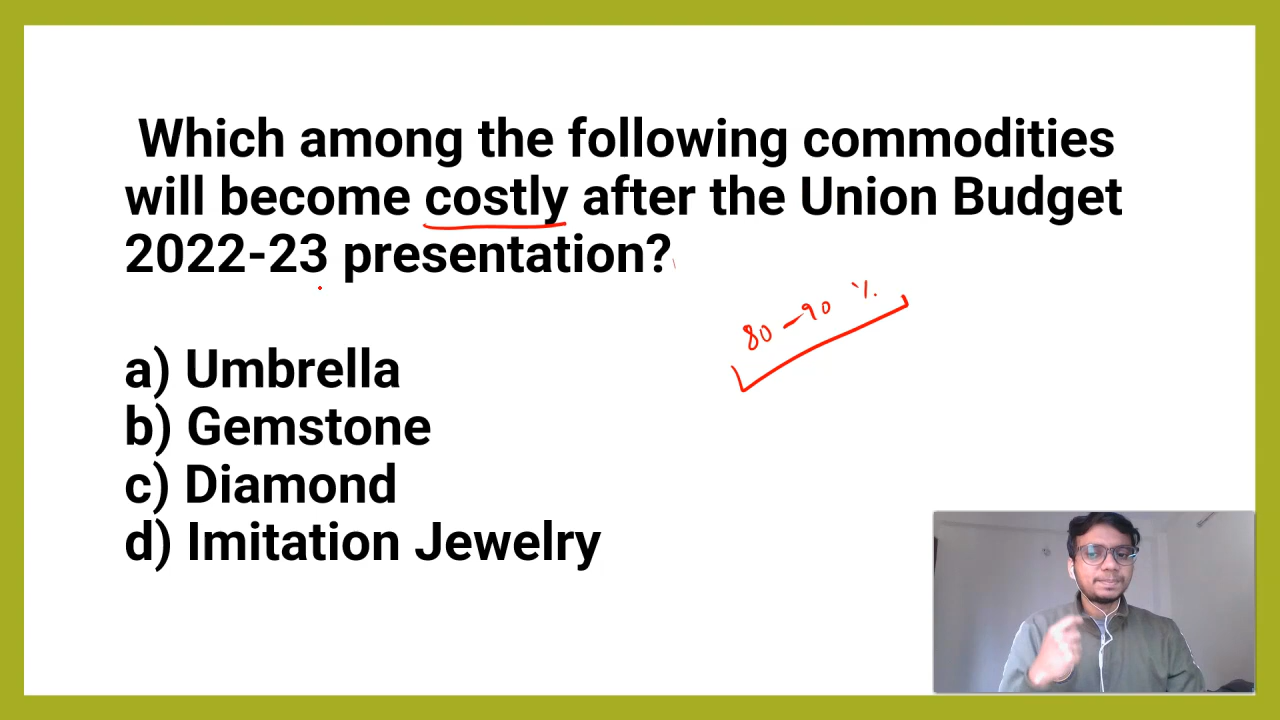 Which among the following commodities
will become costly after the Union Budget
2022-23 presentation?
80-90 %
a) Umbrella
b) Gemstone
c) Diamond
d) Imitation Jewelry